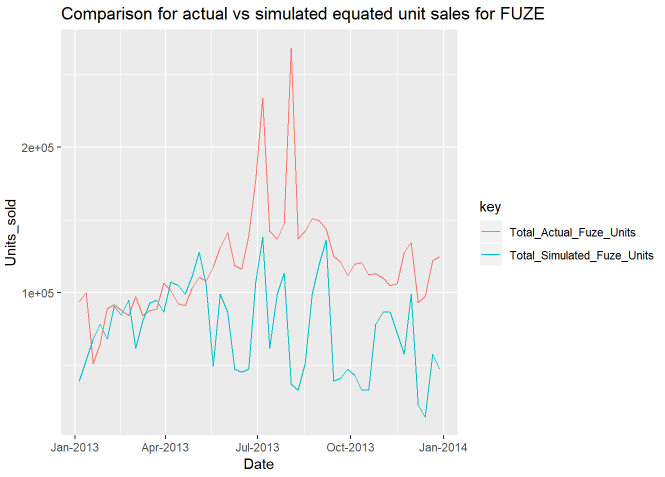 Comparison for actual vs simulated equated unit sales for FUZE
Units_sold
2e+05
1e+05
Jan-2013 Apr-2013 Jul-2013 Oct-2013 Jan-2014
Date
key
Total_Actual_Fuze_Units
Total_Simulated_Fuze_Units